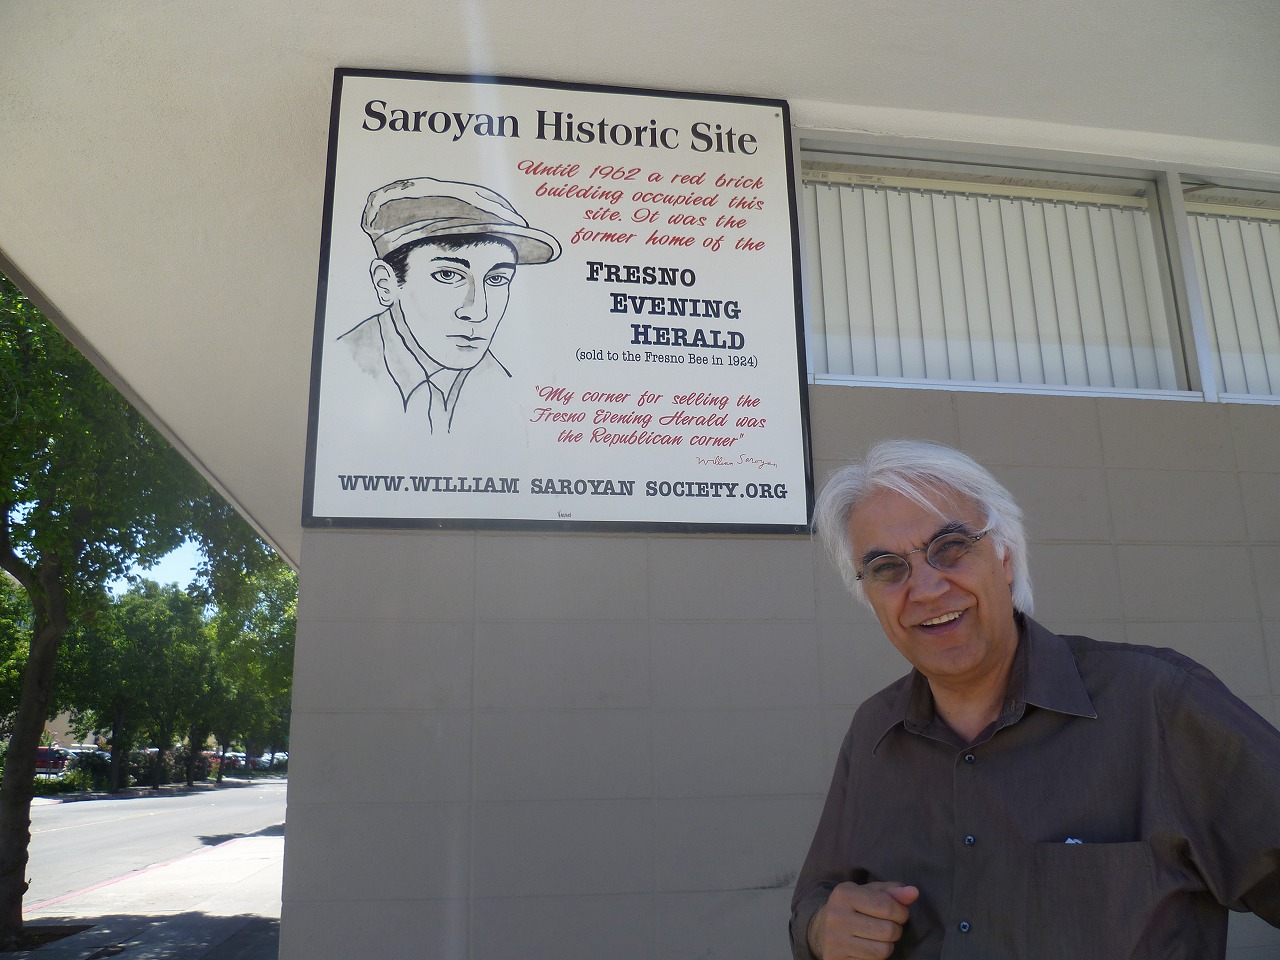 Saroyan Historic Site
Until 1962 a red brick
building occupied this
site. It was the
former home of the
FRESNO
EVENING
HERALD
(sold to the Fresno Bee in 1924)
"My corner for selling the
Fresno Evening Herald was
the Republican corner"
William Saroyan
WWW.WILLIAM SAROYAN SOCIETY.ORG